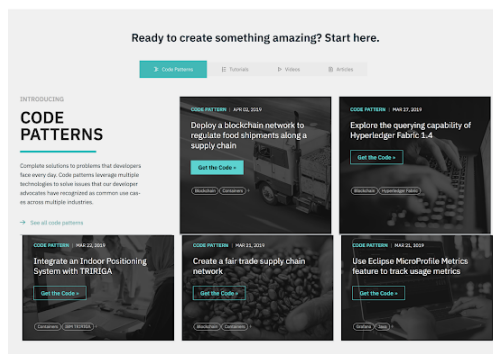 Ready to create something amazing? Start here.
Code Patterns
Tutorials
Videos
Articles
INTRODUCING
CODE
PATTERNS
Complete solutions to problems that developers
face every day. Code patterns leverage multiple
technologies to solve issues that our developer
advocates have recognized as common use cas-
es across multiple industries.
See all code patterns
CODE PATTERN | APR 02, 2019
Deploy a blockchain network to
regulate food shipments along a
supply chain
Get the Code »
Blockchain
Containers
CODE PATTERN | MAR 27, 2019
Explore the querying capability of
Hyperledger Fabric 1.4
Get the Code »
Blockchain
Hyperledger Fabric
CODE PATTERN | MAR 22, 2019
Integrate an Indoor Positioning
System with TRIRIGA
Get the Code »
Containers
IBM TRIRIGA
CODE PATTERN | MAR 21, 2019
Create a fair trade supply chain
network
Get the Code »
Blockchain
Containers
CODE PATTERN | MAR 21, 2019
Use Eclipse MicroProfile Metrics
feature to track usage metrics
Get the Code »
Grafana
Java